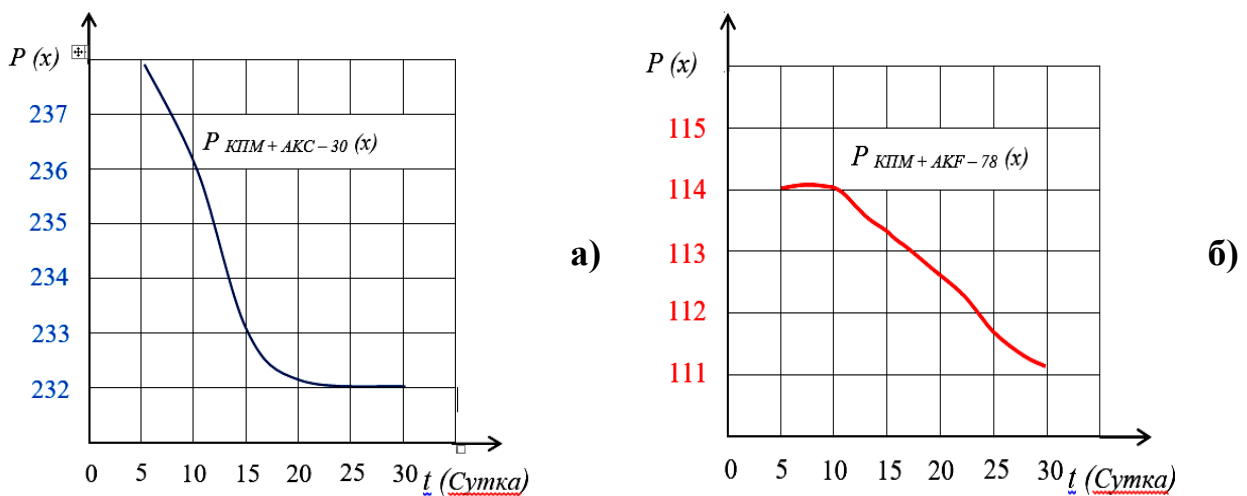 P (x)
237
236
235
234
233
232
P КПМ + АКС – 30 (x)
0 5 10 15 20 25 30 t (Сутка)
а)
P (x)
115
114
113
112
111
P КПМ + AKF – 78 (x)
0 5 10 15 20 25 30 t (Сутка)
б)